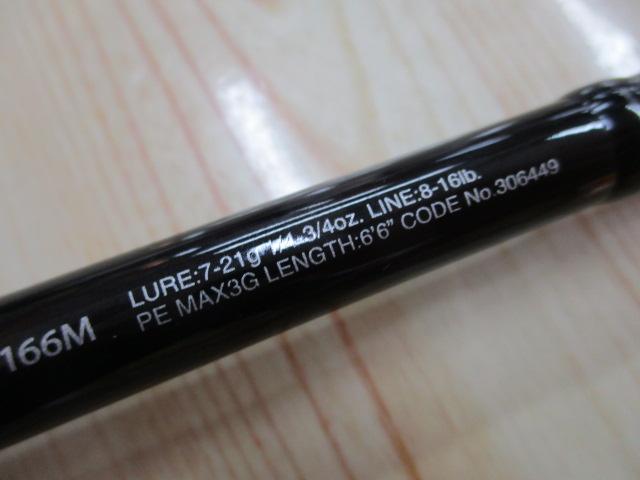 166M
LURE:7-21g 1/4-3/4oz. LINE:8-16lb.
PE MAX3G LENGTH:6'6" CODE No.306449